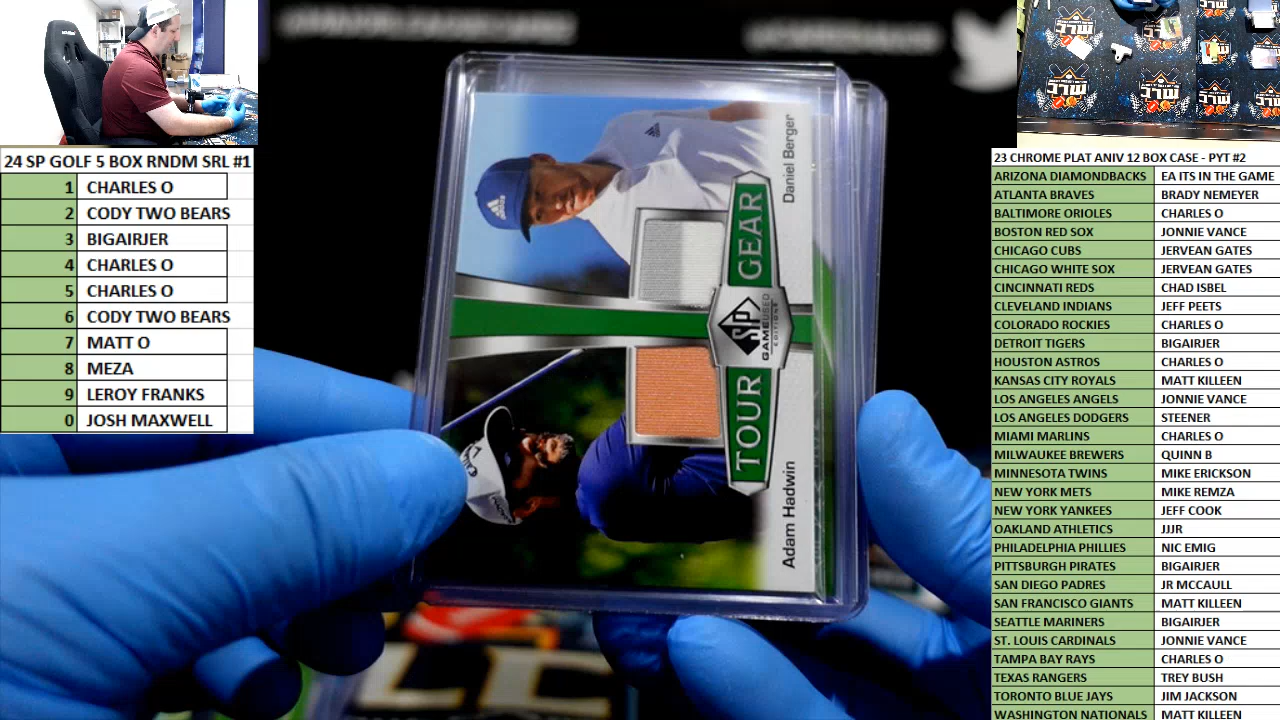 24 SP GOLF 5 BOX RNDM SRL #1
1 CHARLES O
2 CODY TWO BEARS
3 BIGAIRJER
4 CHARLES O
5 CHARLES O
6 CODY TWO BEARS
7 MATT O
8 MEZA
9 LEROY FRANKS
0 JOSH MAXWELL
Adam Hadwin
Daniel Berger
TOUR GEAR
SP
GAME USED
EDITION
23 CHROME PLAT ANIV 12 BOX CASE - PYT #2
ARIZONA DIAMONDBACKS EA ITS IN THE GAME
ATLANTA BRAVES BRADY NEMEYER
BALTIMORE ORIOLES CHARLES O
BOSTON RED SOX JONNIE VANCE
CHICAGO CUBS JERVEAN GATES
CHICAGO WHITE SOX JERVEAN GATES
CINCINNATI REDS CHAD ISBEL
CLEVELAND INDIANS JEFF PEETS
COLORADO ROCKIES CHARLES O
DETROIT TIGERS BIGAIRJER
HOUSTON ASTROS CHARLES O
KANSAS CITY ROYALS MATT KILLEEN
LOS ANGELES ANGELS JONNIE VANCE
LOS ANGELES DODGERS STEENER
MIAMI MARLINS CHARLES O
MILWAUKEE BREWERS QUINN B
MINNESOTA TWINS MIKE ERICKSON
NEW YORK METS MIKE REMZA
NEW YORK YANKEES JEFF COOK
OAKLAND ATHLETICS JJJR
PHILADELPHIA PHILLIES NIC EMIG
PITTSBURGH PIRATES BIGAIRJER
SAN DIEGO PADRES JR MCCAULL
SAN FRANCISCO GIANTS MATT KILLEEN
SEATTLE MARINERS BIGAIRJER
ST. LOUIS CARDINALS JONNIE VANCE
TAMPA BAY RAYS CHARLES O
TEXAS RANGERS TREY BUSH
TORONTO BLUE JAYS JIM JACKSON
WASHINGTON NATIONALS MATT KILLEEN